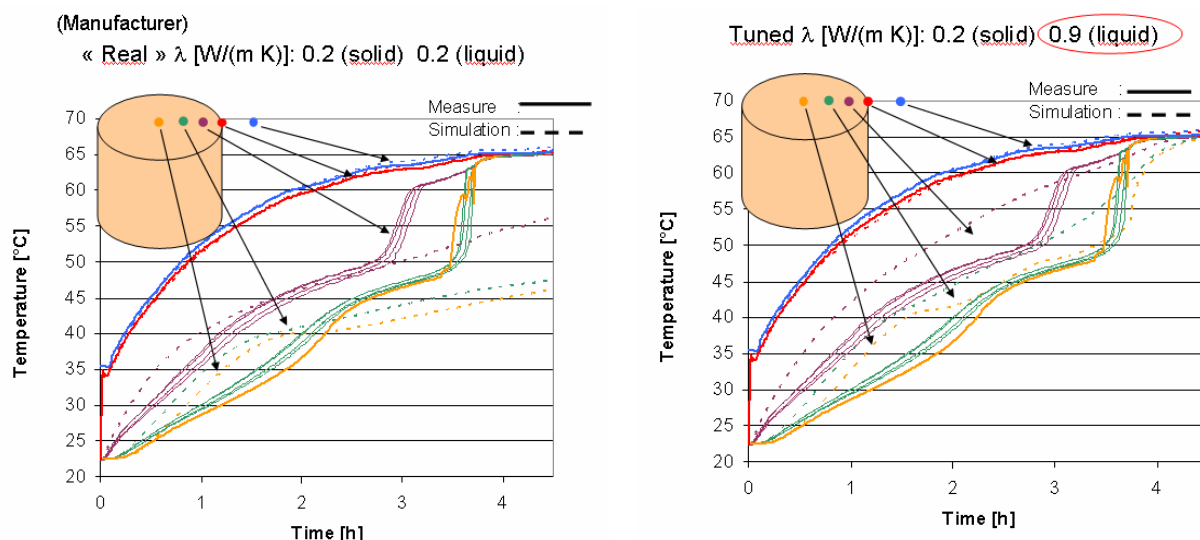 (Manufacturer)
« Real » λ [W/(m K)]: 0.2 (solid) 0.2 (liquid)
Measure :
Simulation :
70
65
60
55
50
45
40
35
30
25
20
Temperature [°C]
0 1 2 3 4
Time [h]
Tuned λ [W/(m K)]: 0.2 (solid) 0.9 (liquid)
Measure :
Simulation :
70
65
60
55
50
45
40
35
30
25
20
Temperature [°C]
0 1 2 3 4
Time [h]